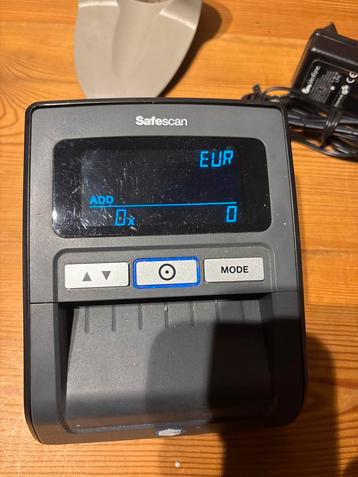 Safescan
EUR
ADD
0x 0
▲▼
MODE